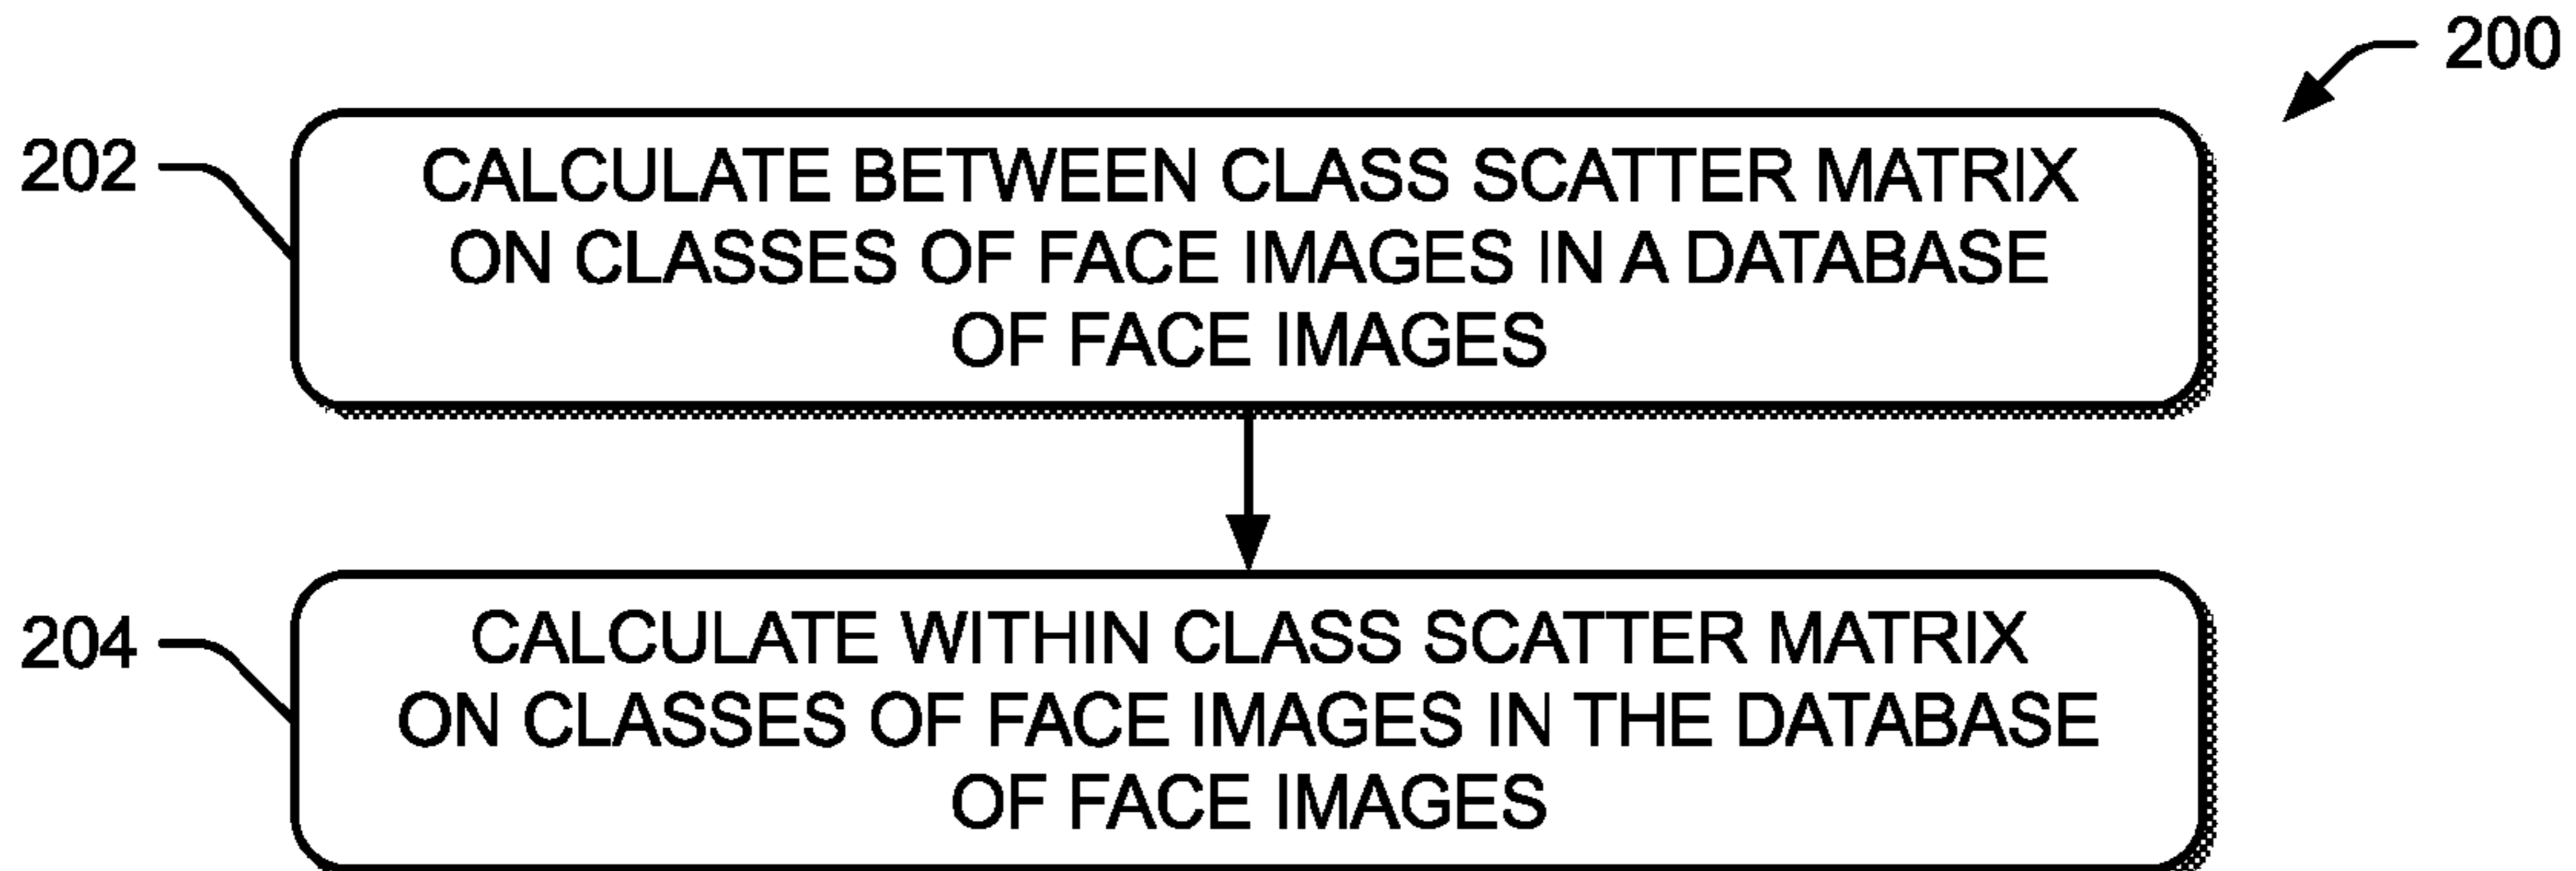 200
202
CALCULATE BETWEEN CLASS SCATTER MATRIX
ON CLASSES OF FACE IMAGES IN A DATABASE
OF FACE IMAGES
204
CALCULATE WITHIN CLASS SCATTER MATRIX
ON CLASSES OF FACE IMAGES IN THE DATABASE
OF FACE IMAGES